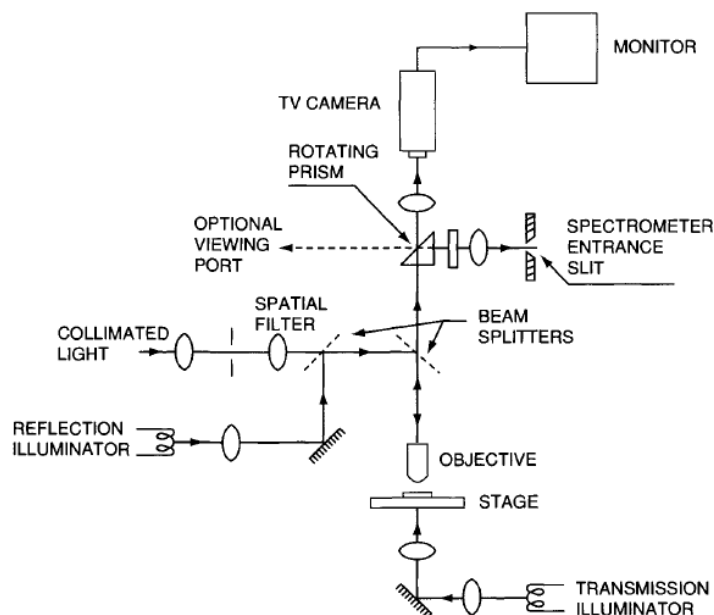 MONITOR
TV CAMERA
ROTATING
PRISM
OPTIONAL
VIEWING
PORT
SPECTROMETER
ENTRANCE
SLIT
SPATIAL
FILTER
BEAM
SPLITTERS
COLLIMATED
LIGHT
REFLECTION
ILLUMINATOR
OBJECTIVE
STAGE
TRANSMISSION
ILLUMINATOR